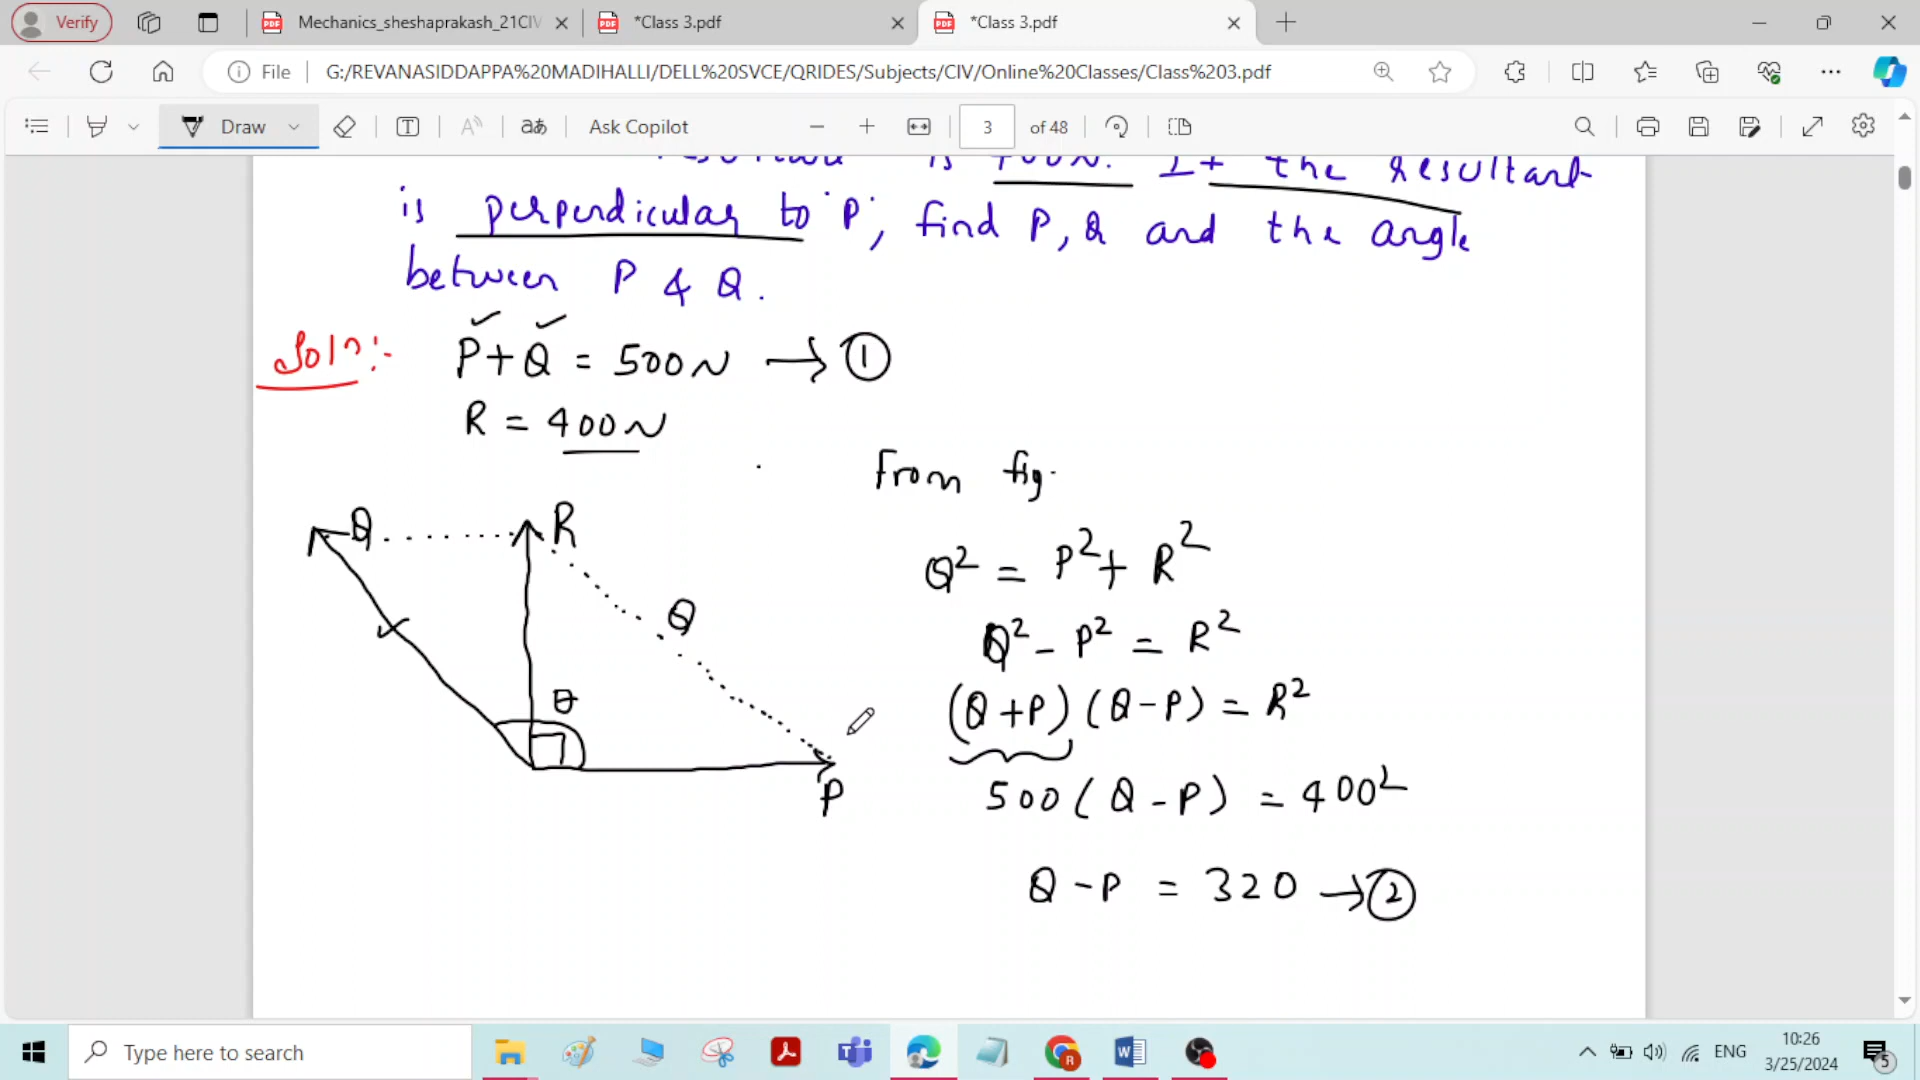 Verify
Mechanics_sheshaprakash_21CIV
*Class 3.pdf
*Class 3.pdf
File
G:/REVANASIDDAPPA%20MADIHALLI/DELL%20SVCE/QRIDES/Subjects/CIV/Online%20Classes/Class%203.pdf
Draw
Ask Copilot
3 of 48
is 400N. If the resultant
is perpendicular to 'P', find P, Q and the angle
between P & Q.
Soln:-
P+Q = 500N → ①
R = 400N
From fig.
Q R
Q² = P² + R²
Q
Q² - P² = R²
θ
(Q+P) (Q-P) = R²
P
500 (Q-P) = 400²
Q-P = 320 → ②
Type here to search
ENG
10:26
3/25/2024
5